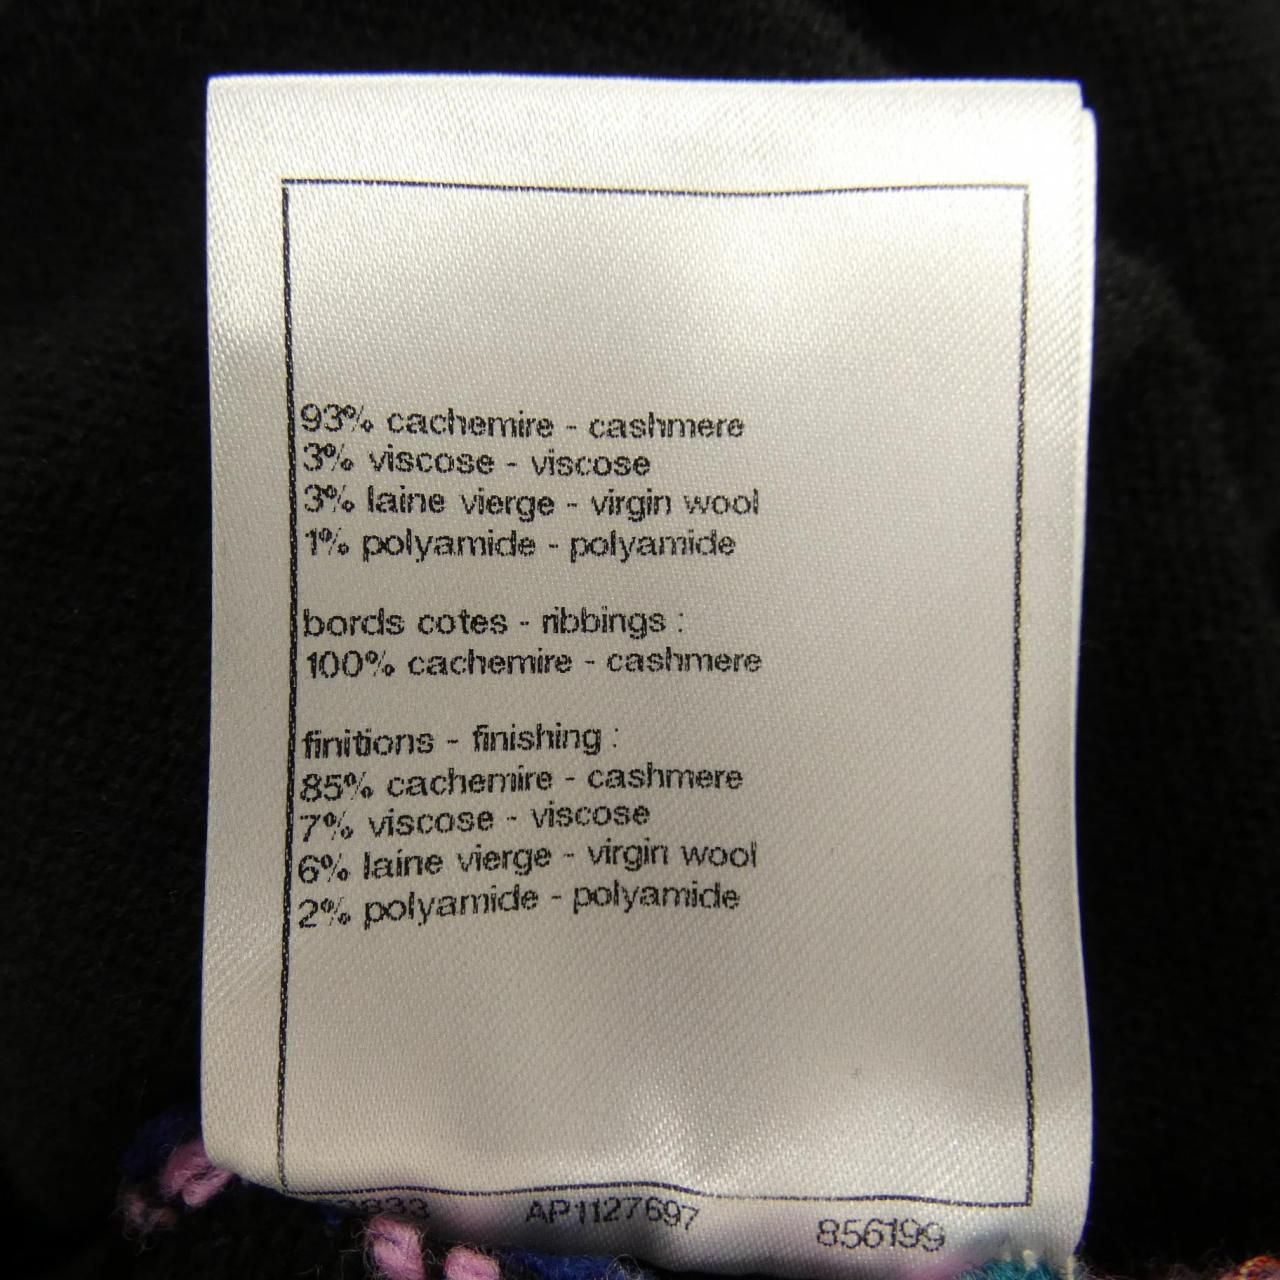 93% cachemire - cashmere
3% viscose - viscose
3% laine vierge - virgin wool
1% polyamide - polyamide
bords cotes - ribbings :
100% cachemire - cashmere
finitions - finishing :
85% cachemire - cashmere
7% viscose - viscose
6% laine vierge - virgin wool
2% polyamide - polyamide
AP1127697 856199